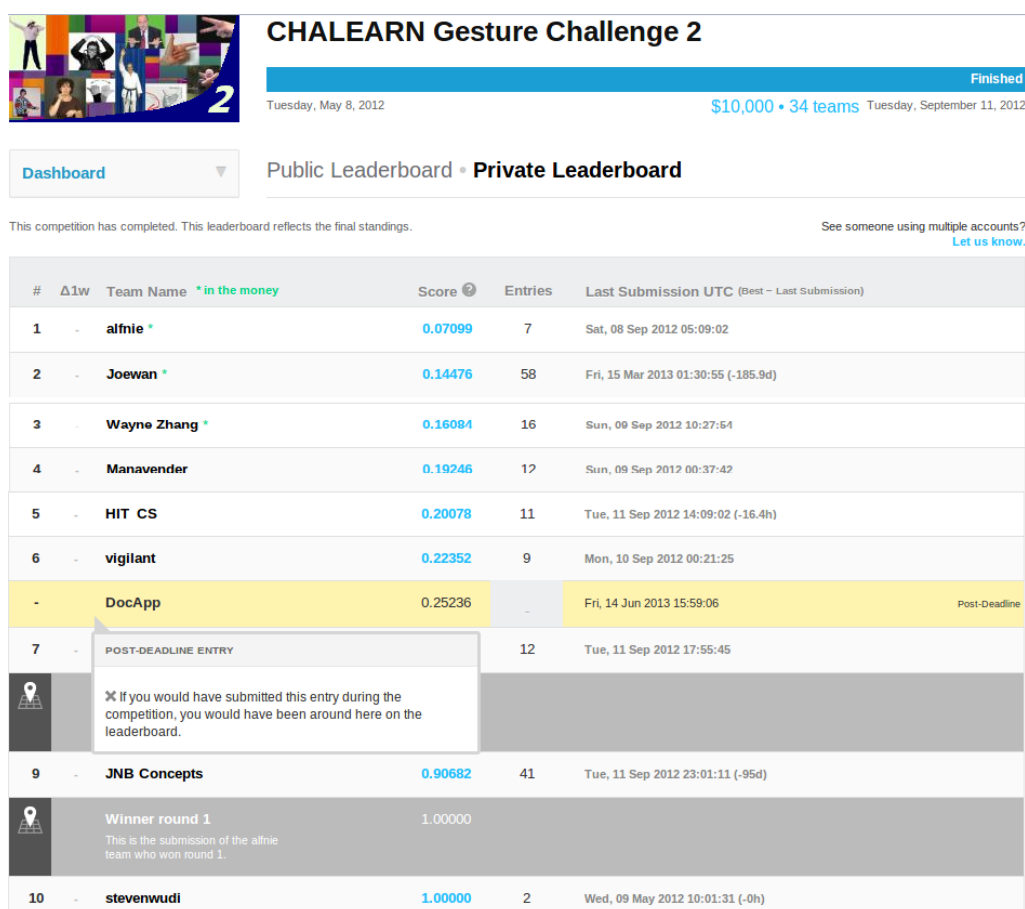 CHALEARN Gesture Challenge 2
2
Finished
Tuesday, May 8, 2012 $10,000 • 34 teams Tuesday, September 11, 2012
Dashboard ▼ Public Leaderboard • Private Leaderboard
This competition has completed. This leaderboard reflects the final standings. See someone using multiple accounts?
Let us know.
# Δ1w Team Name * in the money Score ? Entries Last Submission UTC (Best − Last Submission)
1 - alfnie * 0.07099 7 Sat, 08 Sep 2012 05:09:02
2 - Joewan * 0.14476 58 Fri, 15 Mar 2013 01:30:55 (-185.9d)
3 - Wayne Zhang * 0.16084 16 Sun, 09 Sep 2012 10:27:54
4 - Manavender 0.19246 12 Sun, 09 Sep 2012 00:37:42
5 - HIT CS 0.20078 11 Tue, 11 Sep 2012 14:09:02 (-16.4h)
6 - vigilant 0.22352 9 Mon, 10 Sep 2012 00:21:25
- DocApp 0.25236 - Fri, 14 Jun 2013 15:59:06 Post-Deadline
7 - 12 Tue, 11 Sep 2012 17:55:45
POST-DEADLINE ENTRY
✖ If you would have submitted this entry during the
competition, you would have been around here on the
leaderboard.
9 - JNB Concepts 0.90682 41 Tue, 11 Sep 2012 23:01:11 (-95d)
Winner round 1 1.00000
This is the submission of the alfnie
team who won round 1.
10 - stevenwudi 1.00000 2 Wed, 09 May 2012 10:01:31 (-0h)